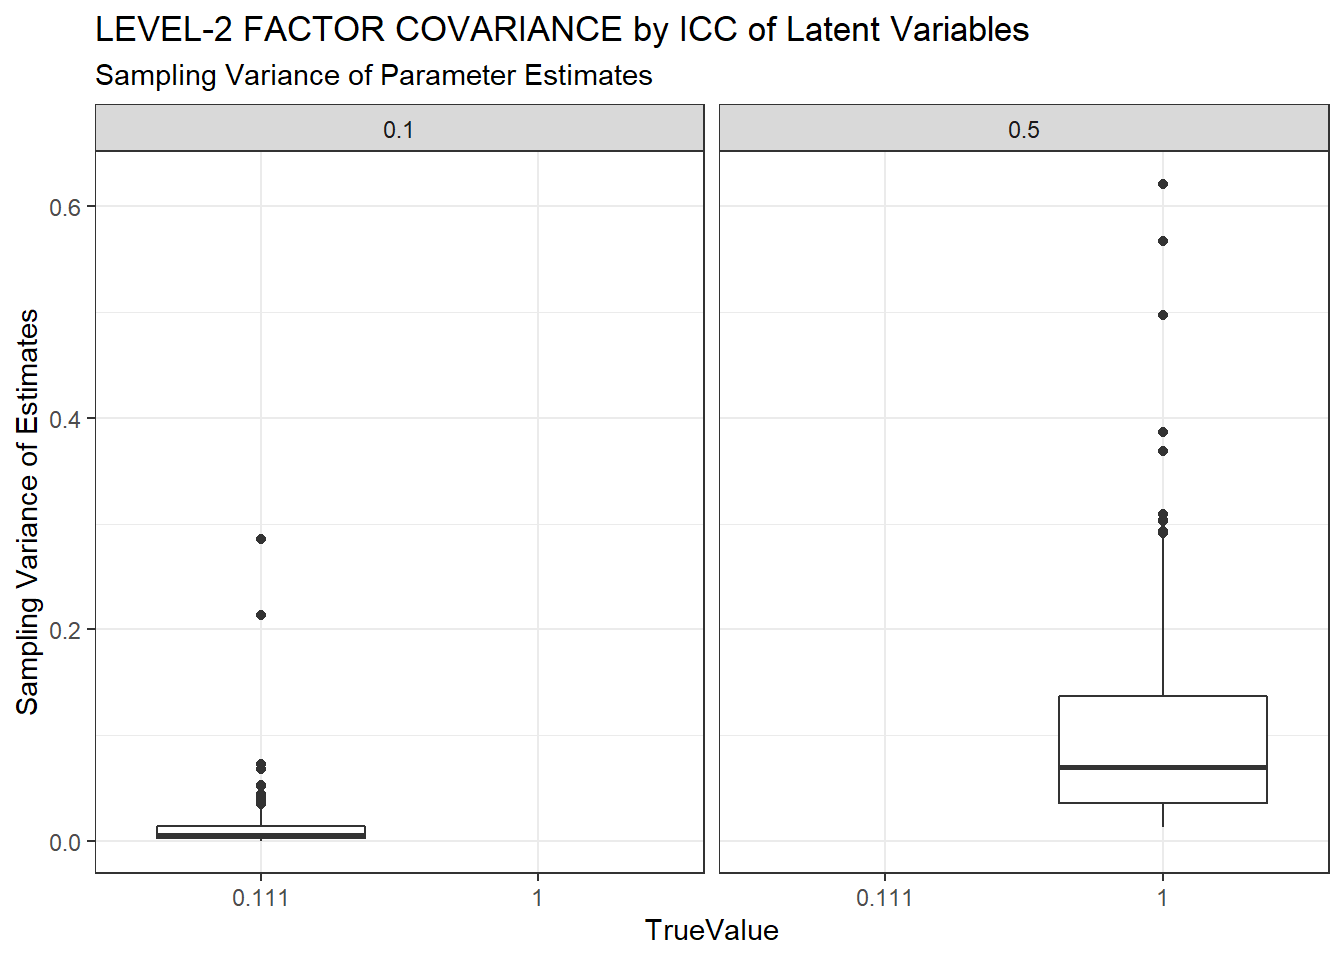 LEVEL-2 FACTOR COVARIANCE by ICC of Latent Variables
Sampling Variance of Parameter Estimates
0.1
0.5
Sampling Variance of Estimates
0.6
0.4
0.2
0.0
0.111
1
0.111
1
TrueValue